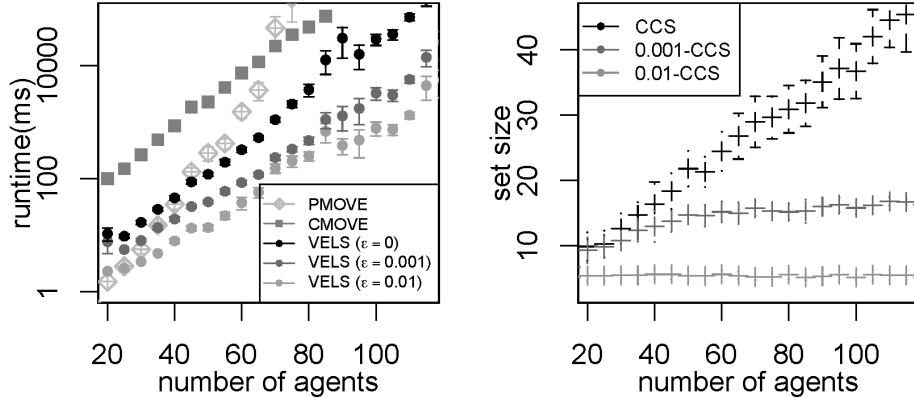 runtime(ms)
1
100
10000
PMOVE
CMOVE
VELS (ε = 0)
VELS (ε = 0.001)
VELS (ε = 0.01)
20
40
60
80
100
number of agents
set size
10
20
30
40
CCS
0.001-CCS
0.01-CCS
20
40
60
80
100
number of agents